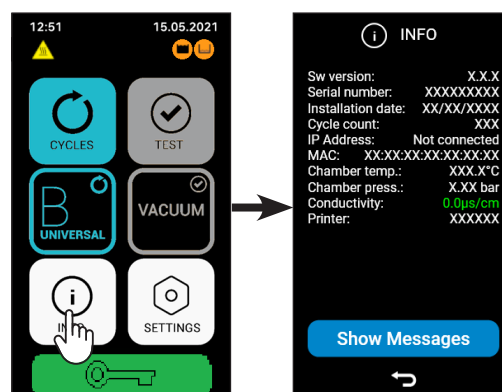 12:51 15.05.2021
CYCLES TEST
B
UNIVERSAL
VACUUM
INFO SETTINGS
i INFO
Sw version: X.X.X
Serial number: XXXXXXXXX
Installation date: XX/XX/XXXX
Cycle count: XXX
IP Address: Not connected
MAC: XX:XX:XX:XX:XX:XX:XX
Chamber temp.: XXX.X°C
Chamber press.: X.XX bar
Conductivity: 0.0µs/cm
Printer: XXXXXX
Show Messages